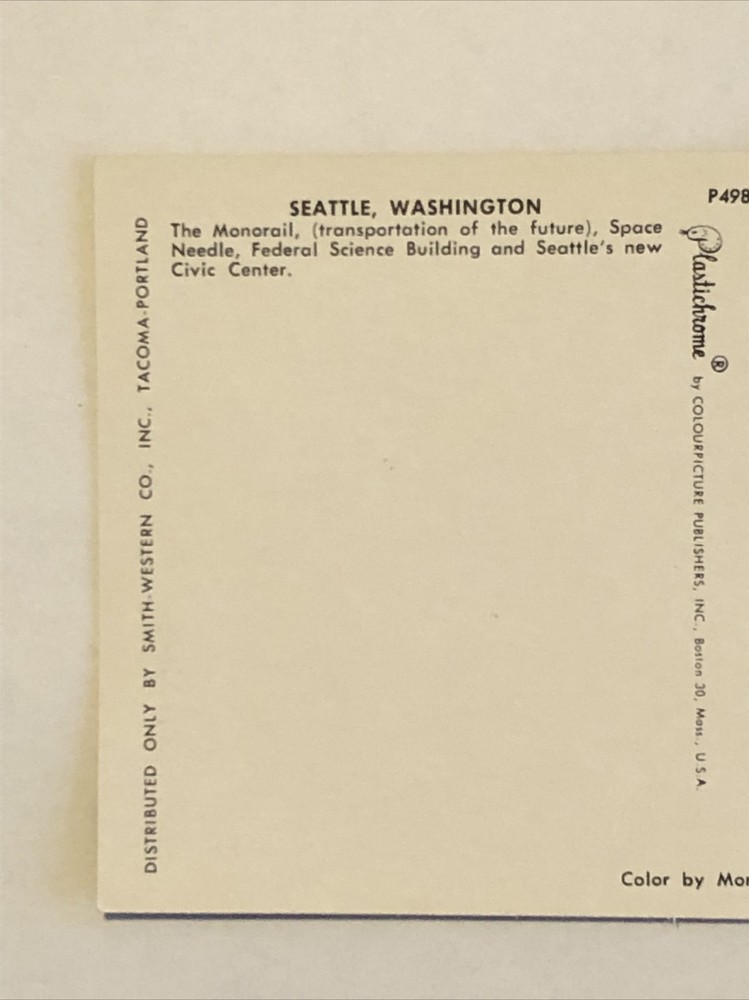 SEATTLE, WASHINGTON
The Monorail, (transportation of the future), Space
Needle, Federal Science Building and Seattle's new
Civic Center.
DISTRIBUTED ONLY BY SMITH-WESTERN CO., INC., TACOMA-PORTLAND
P498
Plastichrome ® by COLOURPICTURE PUBLISHERS, INC., Boston 30, Mass., U.S.A.
Color by